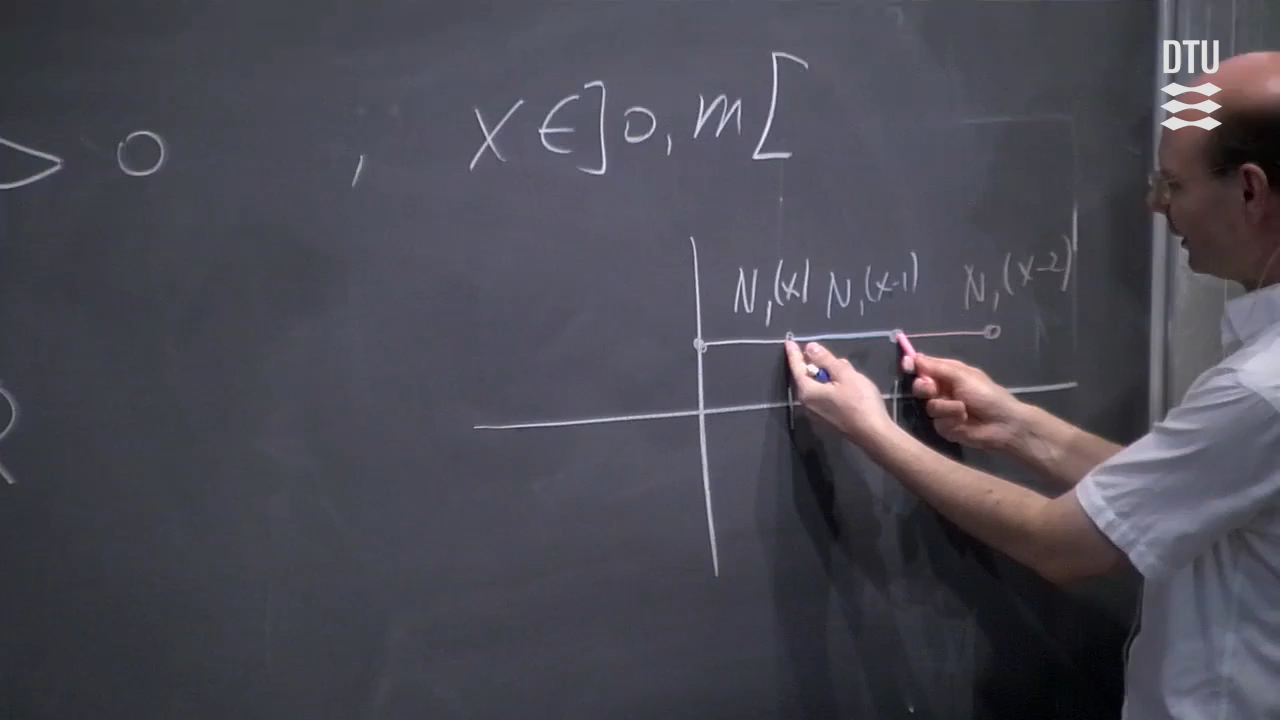 DTU
> 0 , x ∈ ]0, m[
N₁(x) N₁(x-1) N₁(x-2)